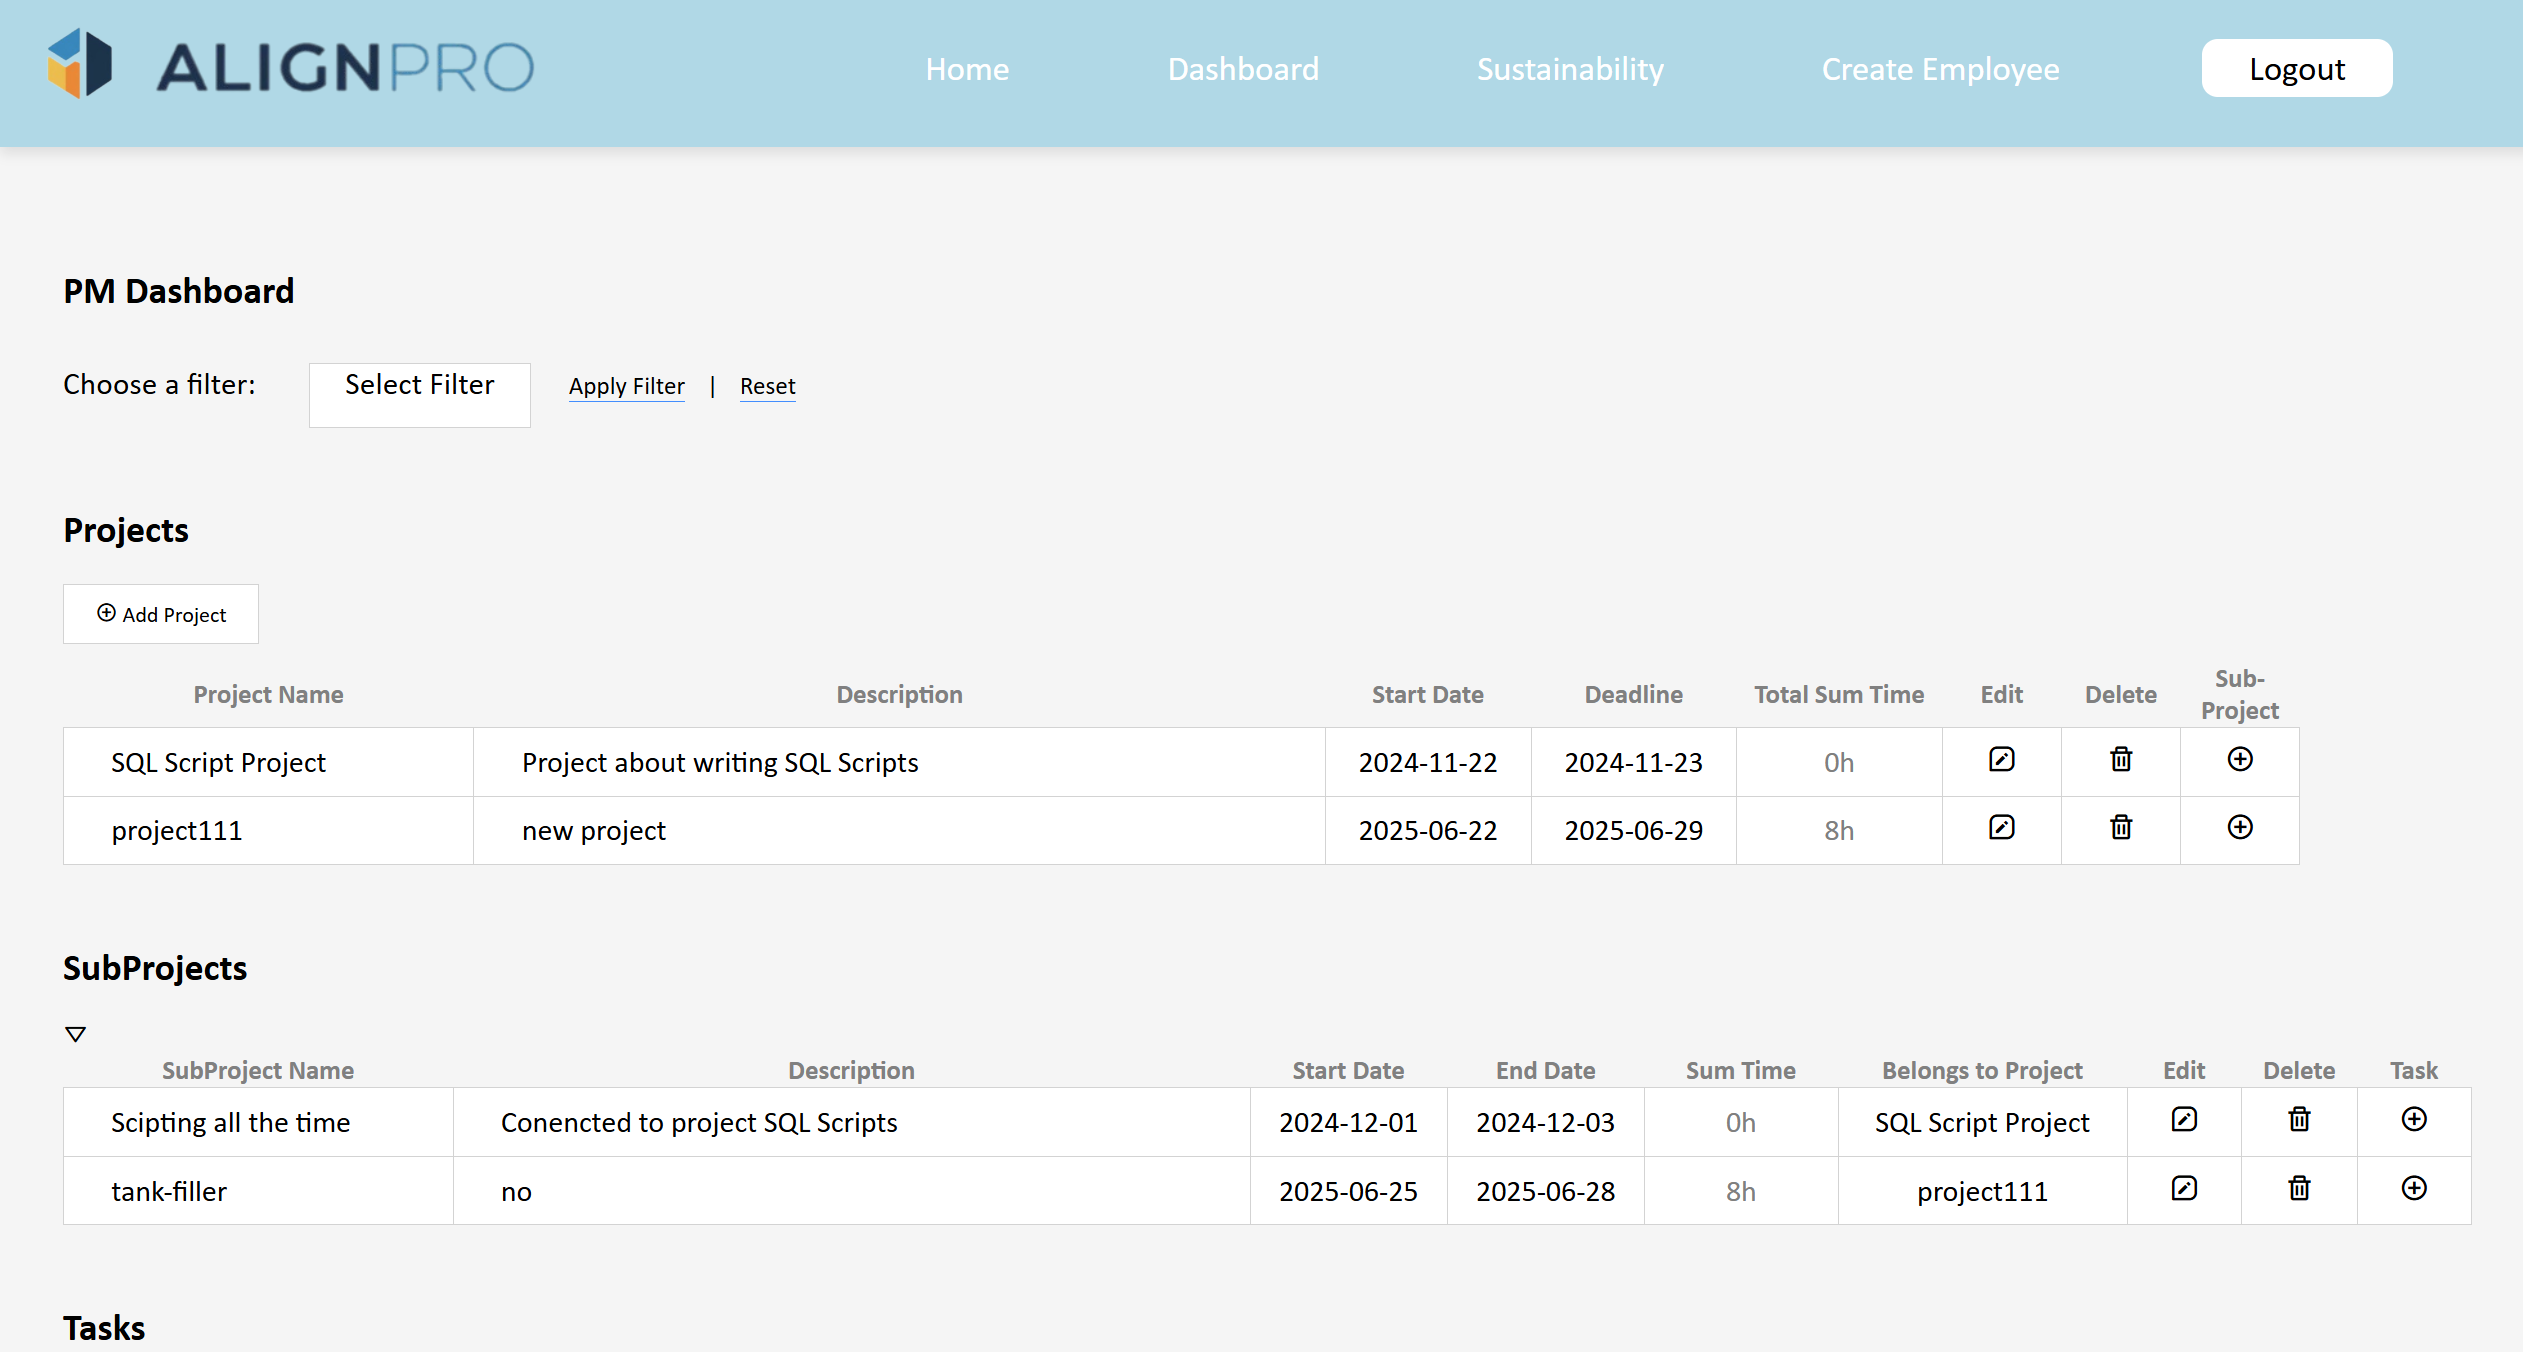 ALIGNPRO Home Dashboard Sustainability Create Employee Logout
PM Dashboard
Choose a filter: Select Filter Apply Filter | Reset
Projects
Add Project
Project Name Description Start Date Deadline Total Sum Time Edit Delete Sub-Project
SQL Script Project Project about writing SQL Scripts 2024-11-22 2024-11-23 0h
project111 new project 2025-06-22 2025-06-29 8h
SubProjects
SubProject Name Description Start Date End Date Sum Time Belongs to Project Edit Delete Task
Scipting all the time Conencted to project SQL Scripts 2024-12-01 2024-12-03 0h SQL Script Project
tank-filler no 2025-06-25 2025-06-28 8h project111
Tasks